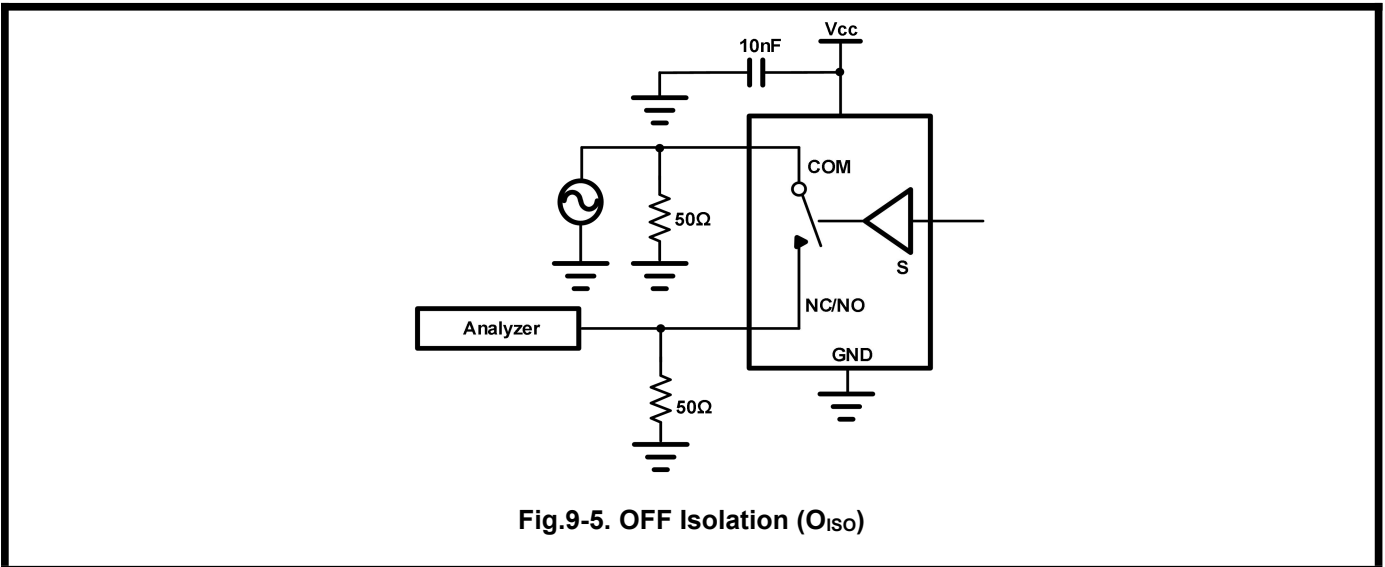 Vcc
10nF
COM
50Ω
S
NC/NO
Analyzer
GND
50Ω
Fig.9-5. OFF Isolation (OISO)